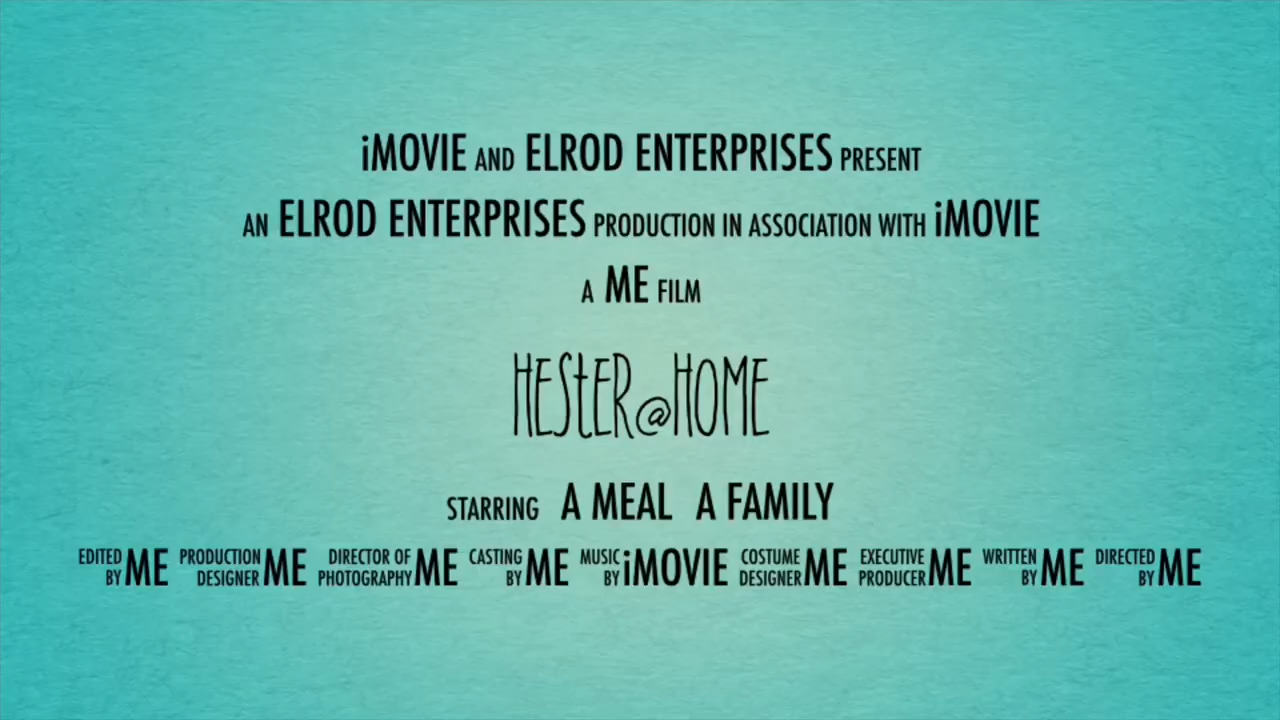 iMOVIE AND ELROD ENTERPRISES PRESENT
AN ELROD ENTERPRISES PRODUCTION IN ASSOCIATION WITH iMOVIE
A ME FILM
HEStER@HOME
STARRING A MEAL A FAMILY
EDITED BY ME PRODUCTION DESIGNER ME DIRECTOR OF PHOTOGRAPHY ME CASTING BY ME MUSIC BY iMOVIE COSTUME DESIGNER ME EXECUTIVE PRODUCER ME WRITTEN BY ME DIRECTED BY ME